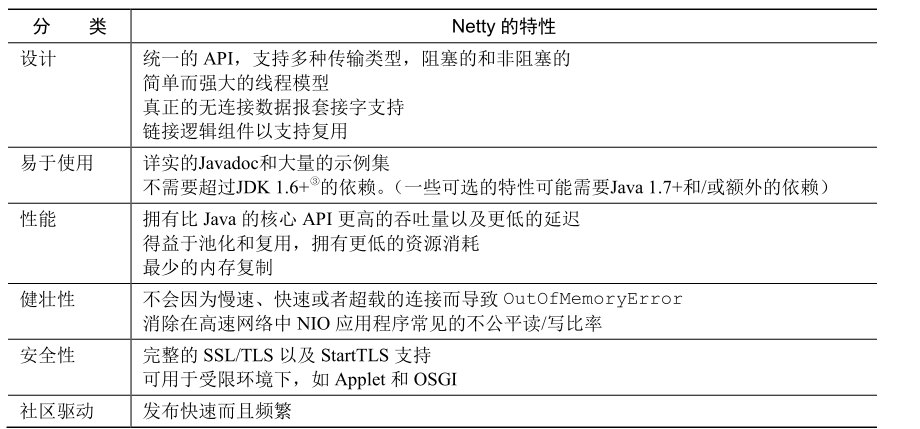 分 类 Netty 的特性
设计 统一的 API，支持多种传输类型，阻塞的和非阻塞的
简单而强大的线程模型
真正的无连接数据报套接字支持
链接逻辑组件以支持复用
易于使用 详实的Javadoc和大量的示例集
不需要超过JDK 1.6+③的依赖。（一些可选的特性可能需要Java 1.7+和/或额外的依赖）
性能 拥有比 Java 的核心 API 更高的吞吐量以及更低的延迟
得益于池化和复用，拥有更低的资源消耗
最少的内存复制
健壮性 不会因为慢速、快速或者超载的连接而导致 OutOfMemoryError
消除在高速网络中 NIO 应用程序常见的不公平读/写比率
安全性 完整的 SSL/TLS 以及 StartTLS 支持
可用于受限环境下，如 Applet 和 OSGI
社区驱动 发布快速而且频繁